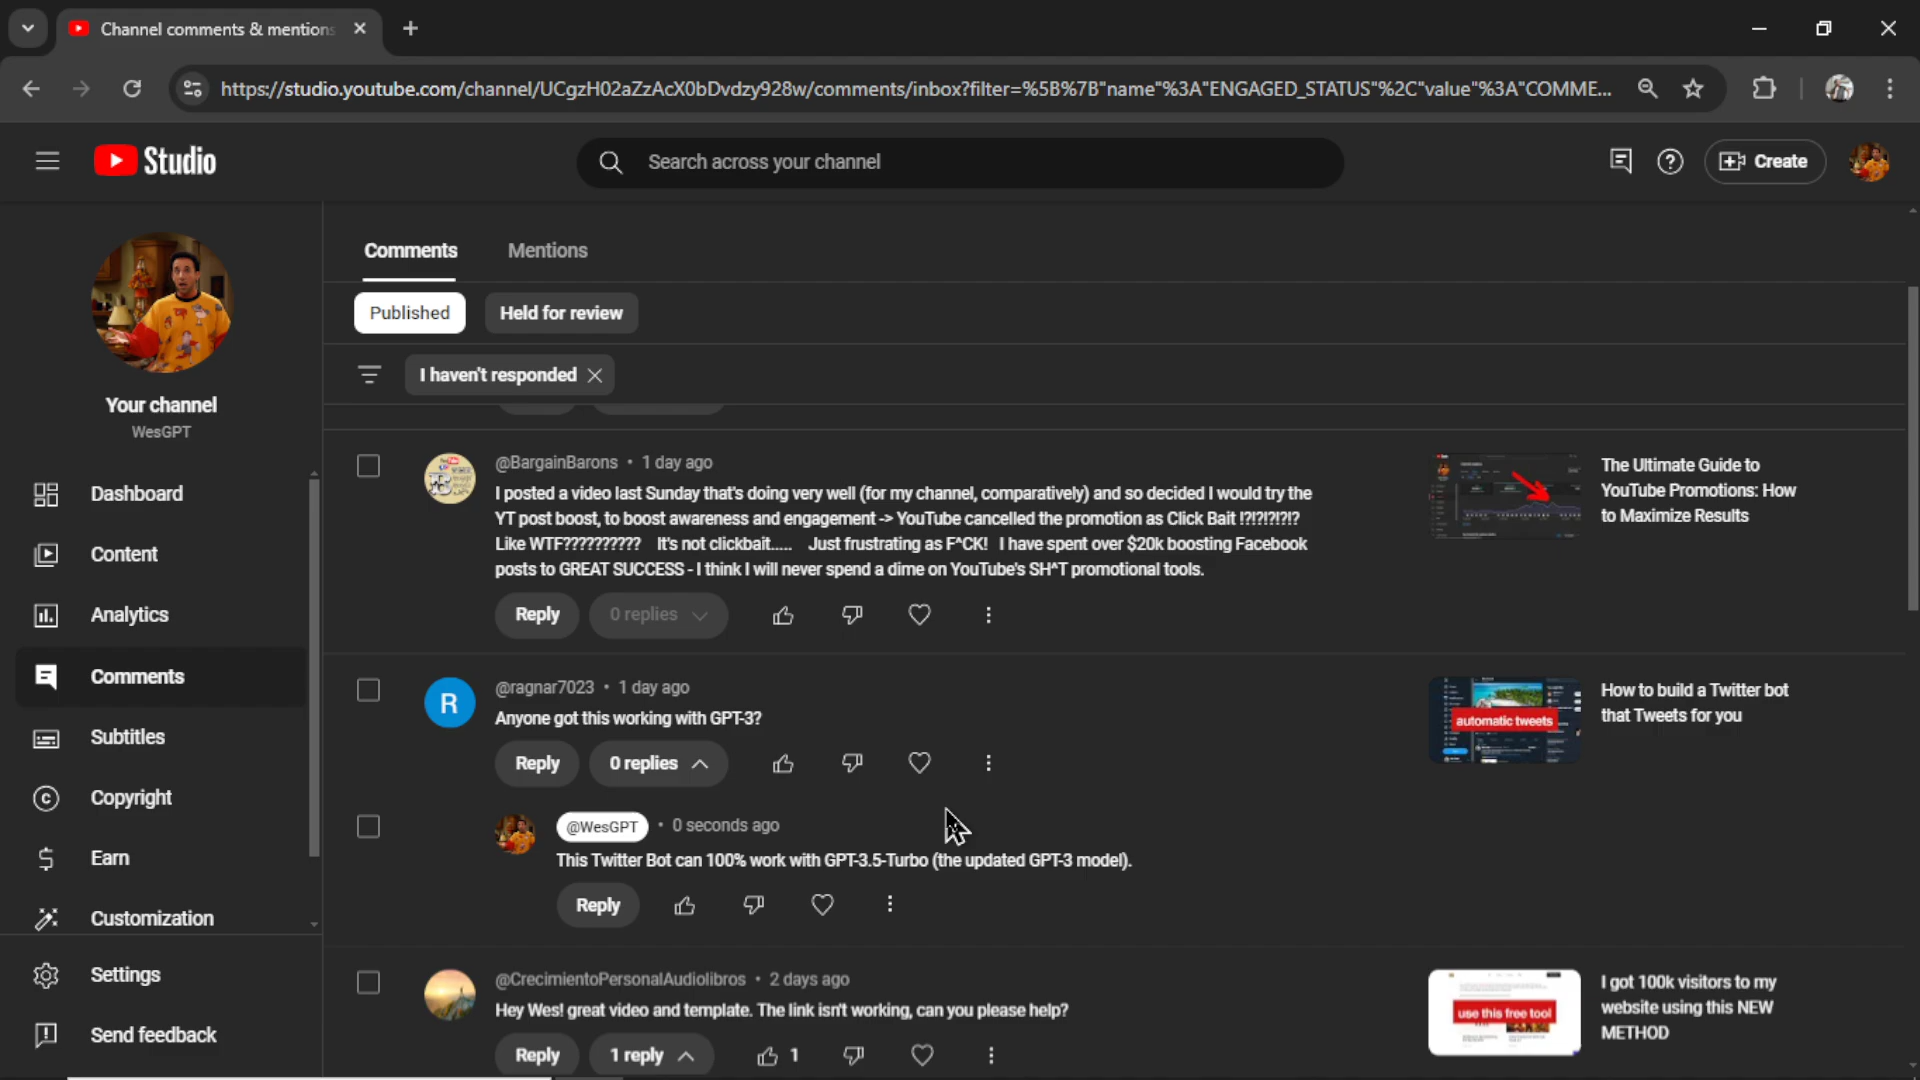 Channel comments & mentions
https://studio.youtube.com/channel/UCgzH02aZzAcX0bDvdzy928w/comments/inbox?filter=%5B%7B"name"%3A"ENGAGED_STATUS"%2C"value"%3A"COMME...
Studio
Search across your channel
Create
Your channel
WesGPT
Dashboard
Content
Analytics
Comments
Subtitles
Copyright
Earn
Customization
Settings
Send feedback
Comments
Mentions
Published
Held for review
I haven't responded
@BargainBarons • 1 day ago
I posted a video last Sunday that's doing very well (for my channel, comparatively) and so decided I would try the
YT post boost, to boost awareness and engagement -> YouTube cancelled the promotion as Click Bait !?!?!?!?!?
Like WTF?????????? It's not clickbait..... Just frustrating as F^CK! I have spent over $20k boosting Facebook
posts to GREAT SUCCESS - I think I will never spend a dime on YouTube's SH^T promotional tools.
Reply
0 replies
The Ultimate Guide to
YouTube Promotions: How
to Maximize Results
R
@ragnar7023 • 1 day ago
Anyone got this working with GPT-3?
Reply
0 replies
automatic tweets
How to build a Twitter bot
that Tweets for you
@WesGPT • 0 seconds ago
This Twitter Bot can 100% work with GPT-3.5-Turbo (the updated GPT-3 model).
Reply
@CrecimientoPersonalAudiolibros • 2 days ago
Hey Wes! great video and template. The link isn't working, can you please help?
Reply
1 reply
1
use this free tool
I got 100k visitors to my
website using this NEW
METHOD